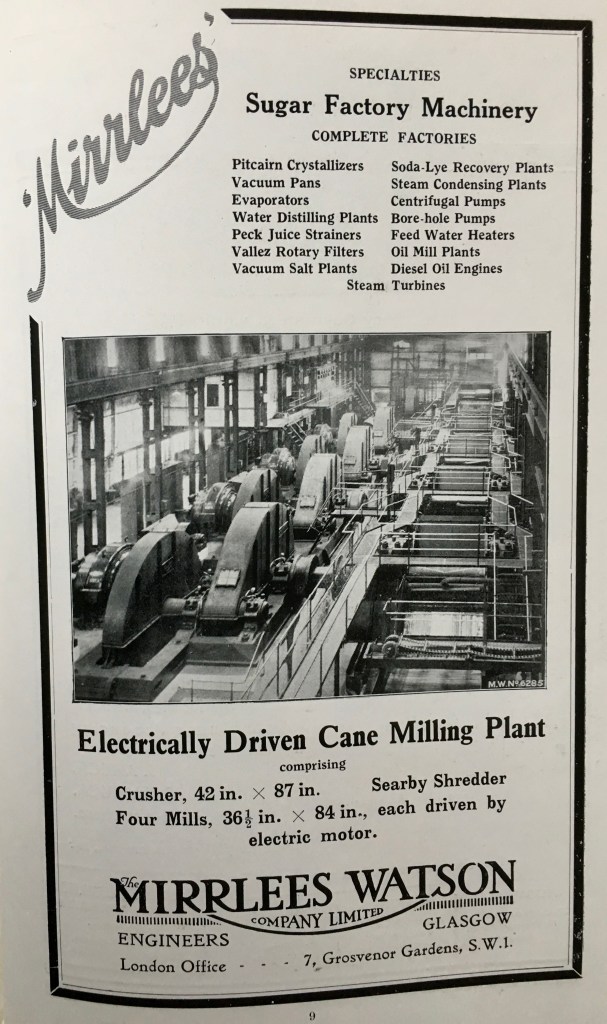 'Mirrlees'
SPECIALTIES
Sugar Factory Machinery
COMPLETE FACTORIES
Pitcairn Crystallizers
Vacuum Pans
Evaporators
Water Distilling Plants
Peck Juice Strainers
Vallez Rotary Filters
Vacuum Salt Plants
Soda-Lye Recovery Plants
Steam Condensing Plants
Centrifugal Pumps
Bore-hole Pumps
Feed Water Heaters
Oil Mill Plants
Diesel Oil Engines
Steam Turbines
M.W. No 6285
Electrically Driven Cane Milling Plant
comprising
Crusher, 42 in. × 87 in. Searby Shredder
Four Mills, 36½ in. × 84 in., each driven by
electric motor.
The
MIRRLEES WATSON
COMPANY LIMITED
ENGINEERS GLASGOW
London Office - - - 7, Grosvenor Gardens, S.W.1.
9